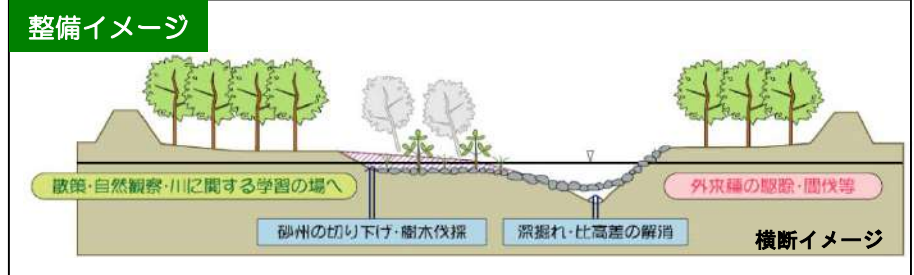 整備イメージ
散策・自然観察・川に関する学習の場へ
外来種の駆除・間伐等
砂州の切り下げ・樹木伐採
深掘れ・比高差の解消
横断イメージ